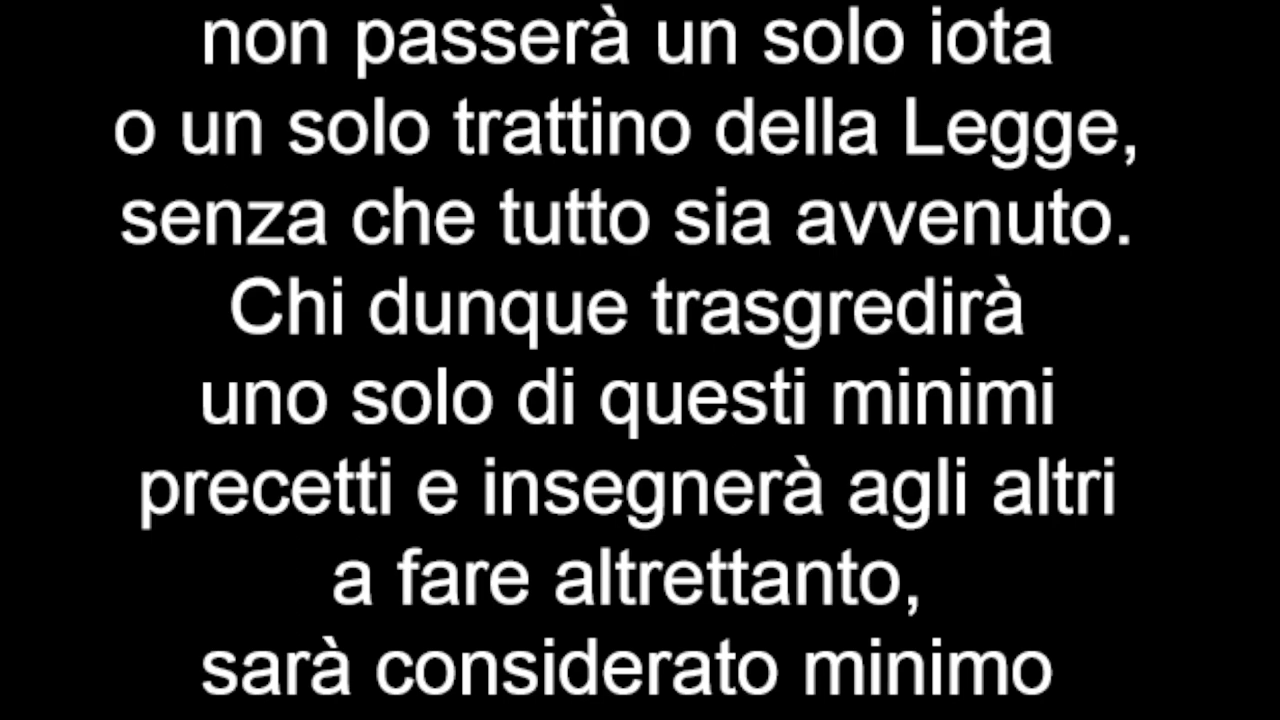 non passerà un solo iota
o un solo trattino della Legge,
senza che tutto sia avvenuto.
Chi dunque trasgredirà
uno solo di questi minimi
precetti e insegnerà agli altri
a fare altrettanto,
sarà considerato minimo